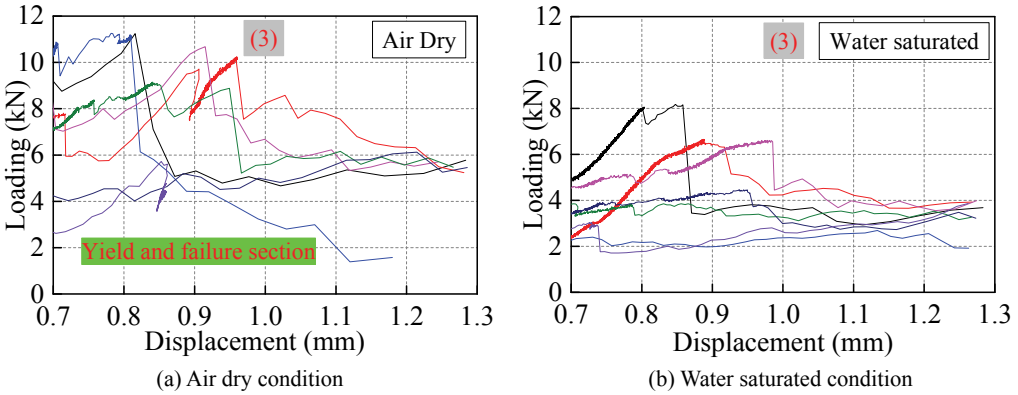 12
10
8
6
4
2
0
Loading (kN)
(3)
Air Dry
Yield and failure section
0.7 0.8 0.9 1.0 1.1 1.2 1.3
Displacement (mm)
(a) Air dry condition
12
10
8
6
4
2
0
Loading (kN)
(3)
Water saturated
0.7 0.8 0.9 1.0 1.1 1.2 1.3
Displacement (mm)
(b) Water saturated condition